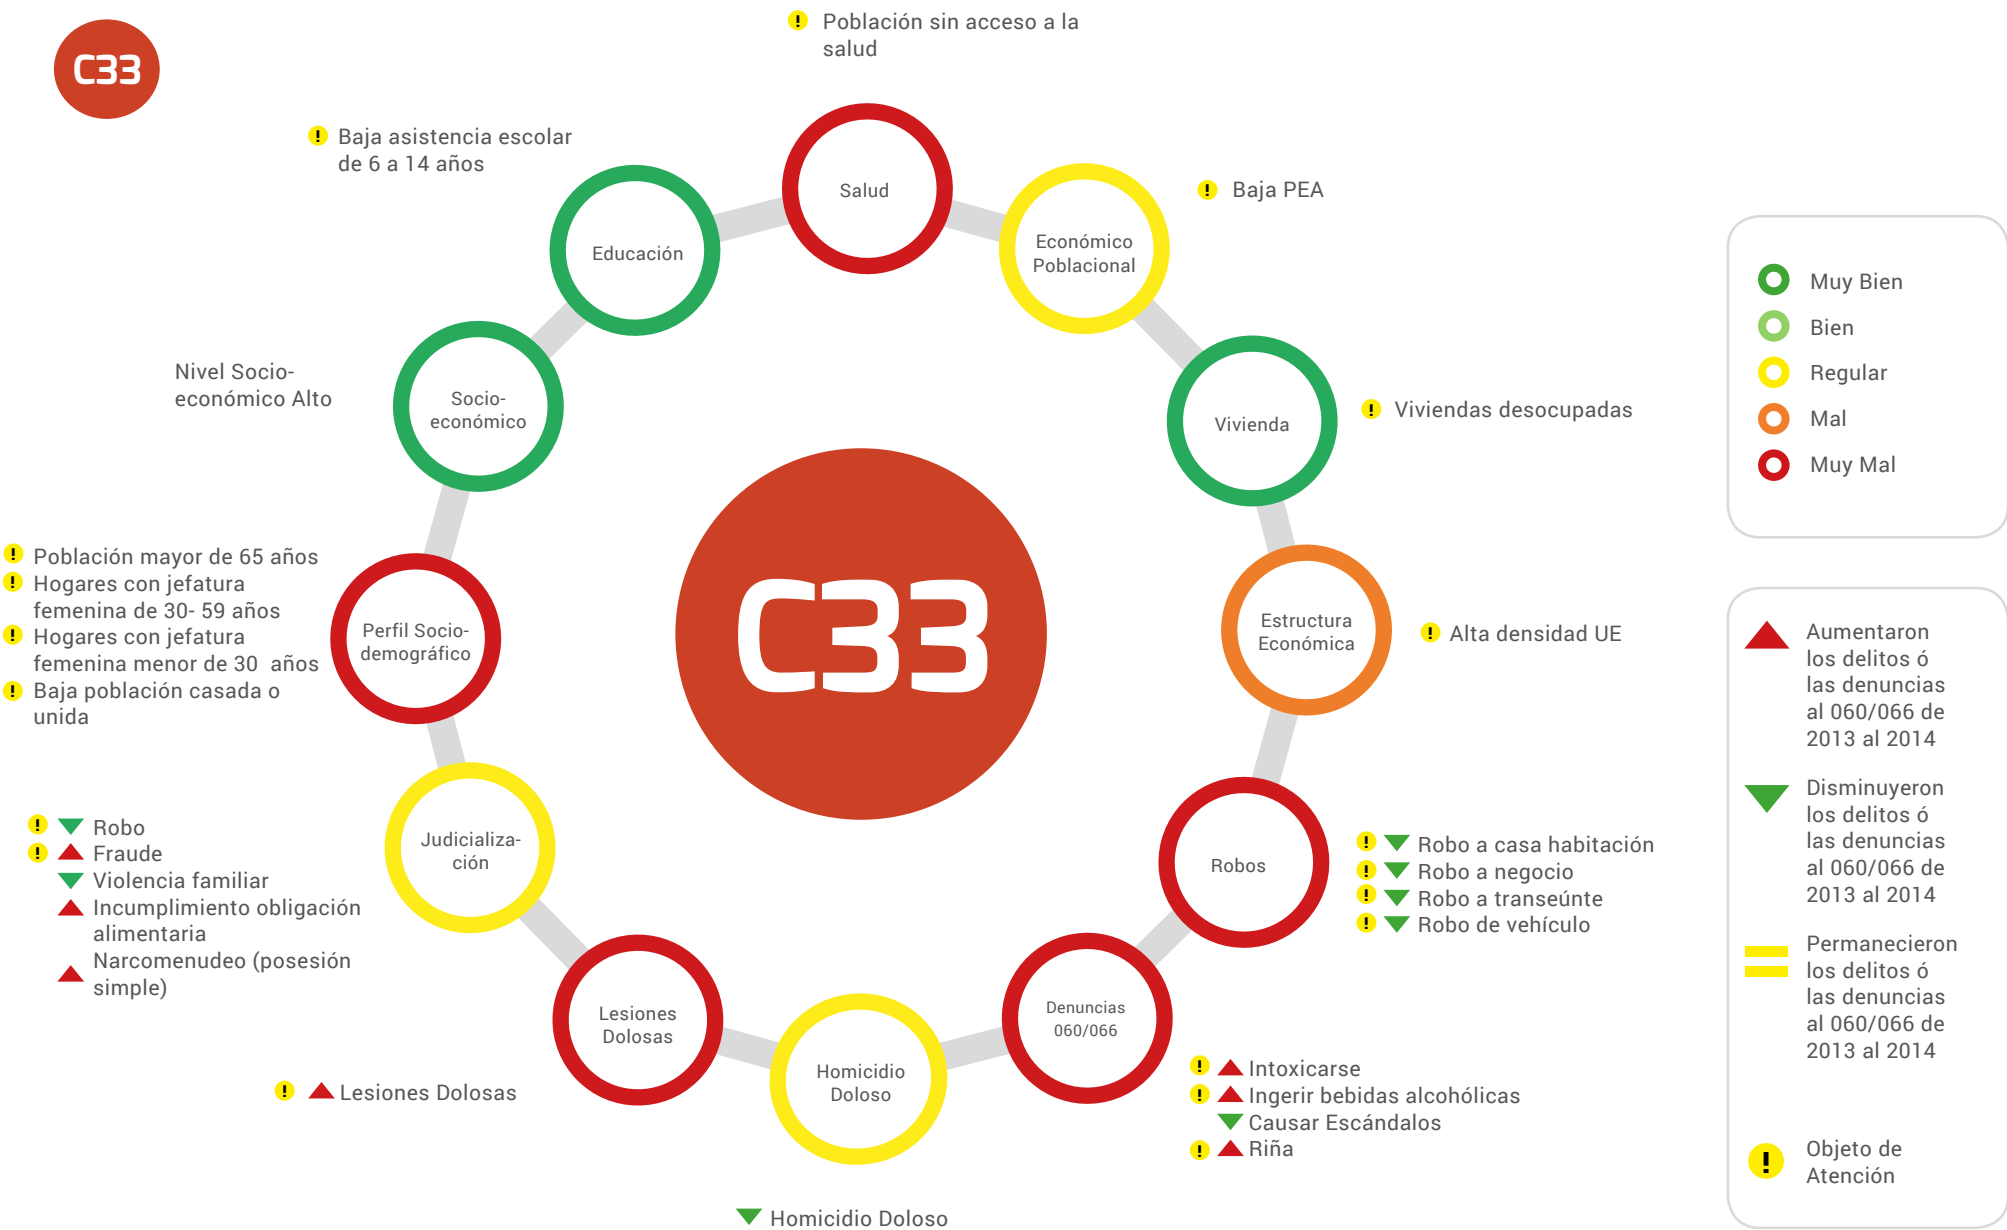 C33
! Población sin acceso a la
salud
! Baja asistencia escolar
de 6 a 14 años
Salud
! Baja PEA
Educación
Económico
Poblacional
Nivel Socio-
económico Alto
Socio-
económico
Vivienda
! Viviendas desocupadas
! Población mayor de 65 años
! Hogares con jefatura
femenina de 30- 59 años
! Hogares con jefatura
femenina menor de 30 años
! Baja población casada o
unida
Perfil Socio-
demográfico
C33
Estructura
Económica
! Alta densidad UE
! Robo
! Fraude
Violencia familiar
Incumplimiento obligación
alimentaria
Narcomenudeo (posesión
simple)
Judicializa-
ción
Robos
! Robo a casa habitación
! Robo a negocio
! Robo a transeúnte
! Robo de vehículo
Lesiones
Dolosas
! Lesiones Dolosas
Homicidio
Doloso
Homicidio Doloso
Denuncias
060/066
! Intoxicarse
! Ingerir bebidas alcohólicas
Causar Escándalos
! Riña
Muy Bien
Bien
Regular
Mal
Muy Mal
Aumentaron
los delitos ó
las denuncias
al 060/066 de
2013 al 2014
Disminuyeron
los delitos ó
las denuncias
al 060/066 de
2013 al 2014
Permanecieron
los delitos ó
las denuncias
al 060/066 de
2013 al 2014
! Objeto de
Atención